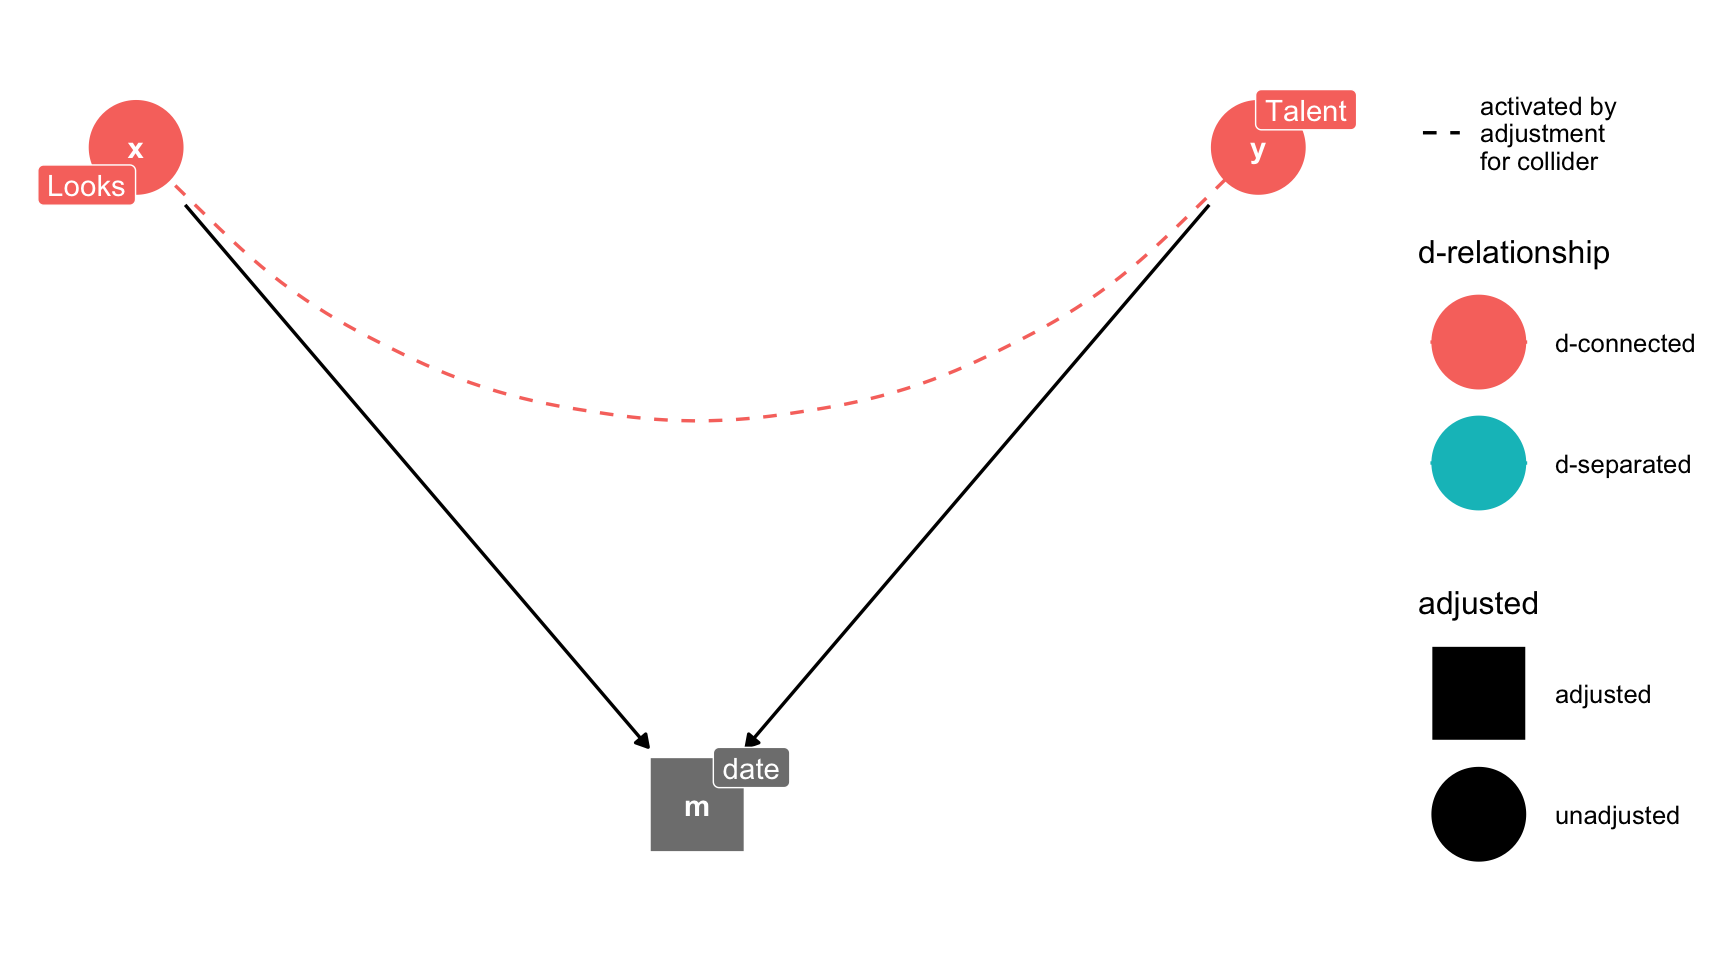 x
Looks
Talent
y
date
m
activated by
adjustment
for collider
d-relationship
d-connected
d-separated
adjusted
adjusted
unadjusted